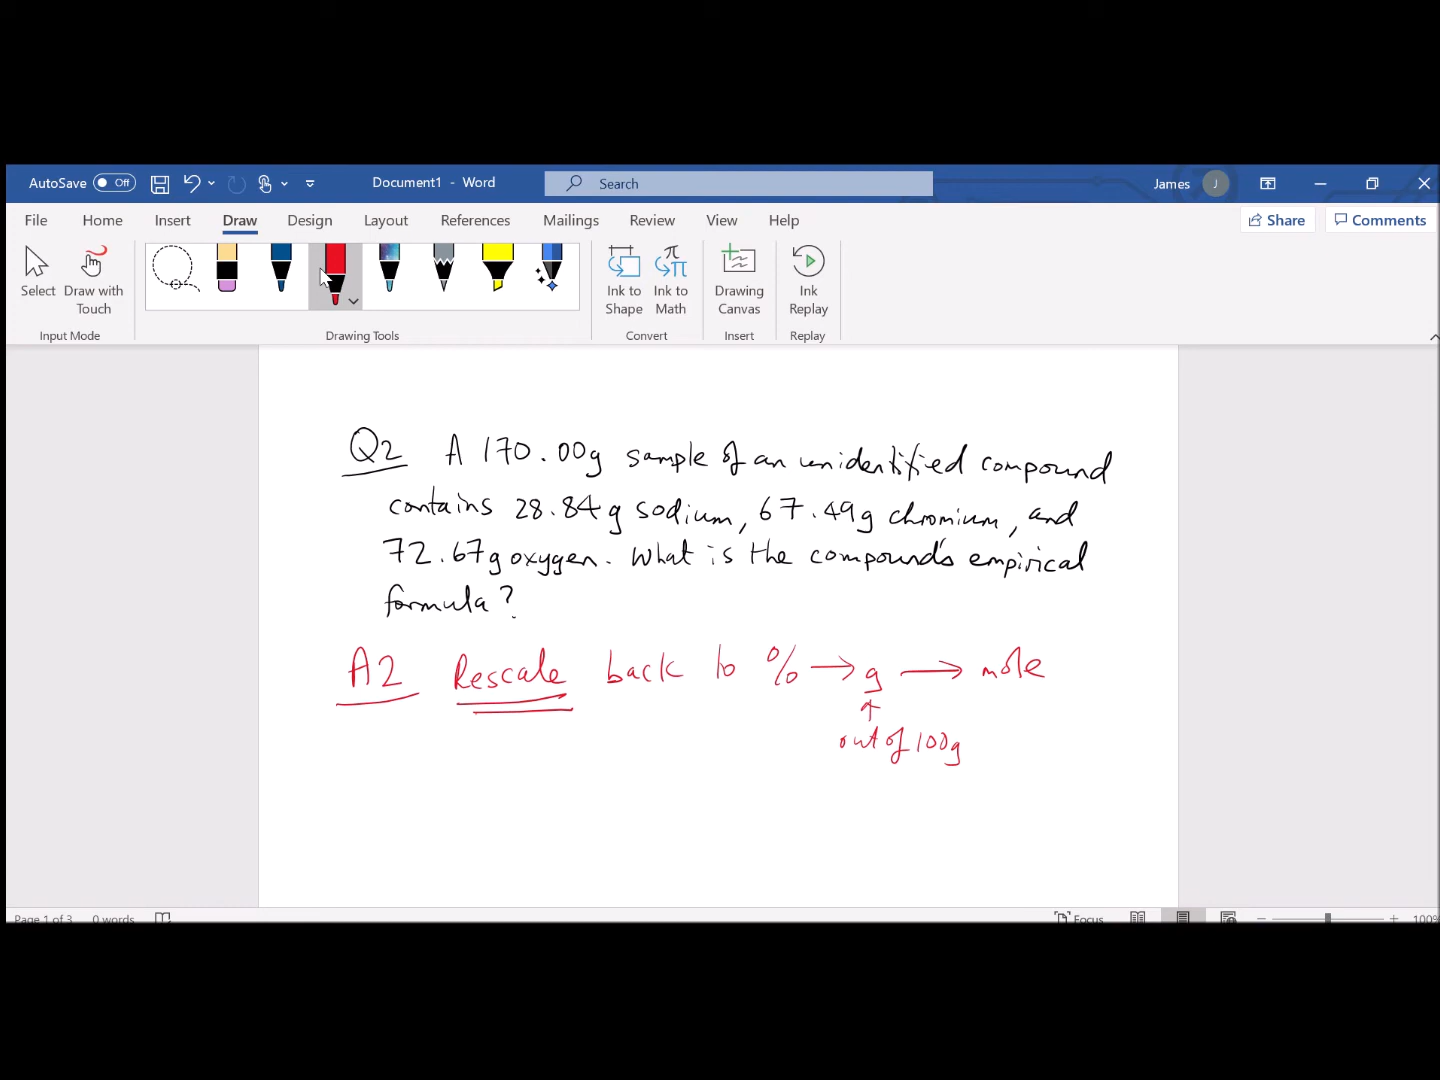 AutoSave Off Document1 - Word Search James J
File Home Insert Draw Design Layout References Mailings Review View Help Share Comments
Select Draw with Touch Ink to Shape Ink to Math Drawing Canvas Ink Replay
Input Mode Drawing Tools Convert Insert Replay
Q2 A 170.00g sample of an unidentified compound
contains 28.84g sodium, 67.49g chromium, and
72.67g oxygen. What is the compound's empirical
formula?
A2 Rescale back to % → g → mole
↑
out of 100g
Page 1 of 3 0 words Focus 100%